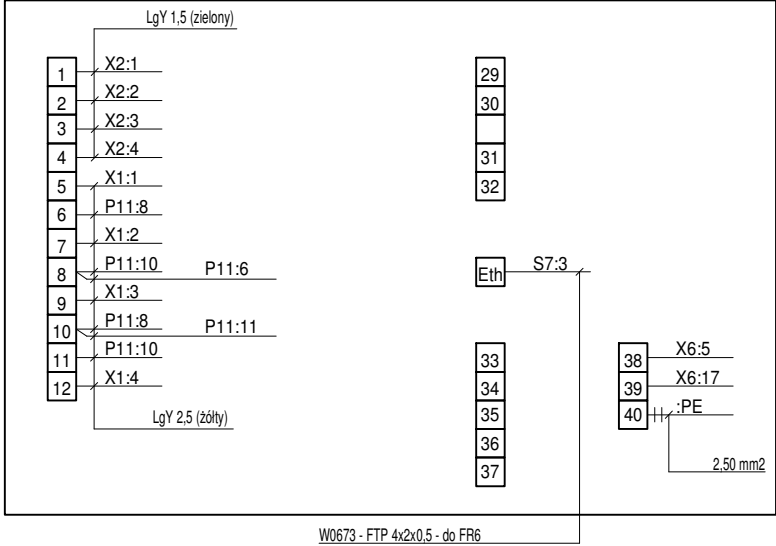 LgY 1,5 (zielony)
1 X2:1
2 X2:2
3 X2:3
4 X2:4
5 X1:1
6 P11:8
7 X1:2
8 P11:10 P11:6
9 X1:3
10 P11:8 P11:11
11 P11:10
12 X1:4
LgY 2,5 (żółty)
29
30
31
32
Eth S7:3
33
34
35
36
37
38 X6:5
39 X6:17
40 :PE
2,50 mm2
W0673 - FTP 4x2x0,5 - do FR6